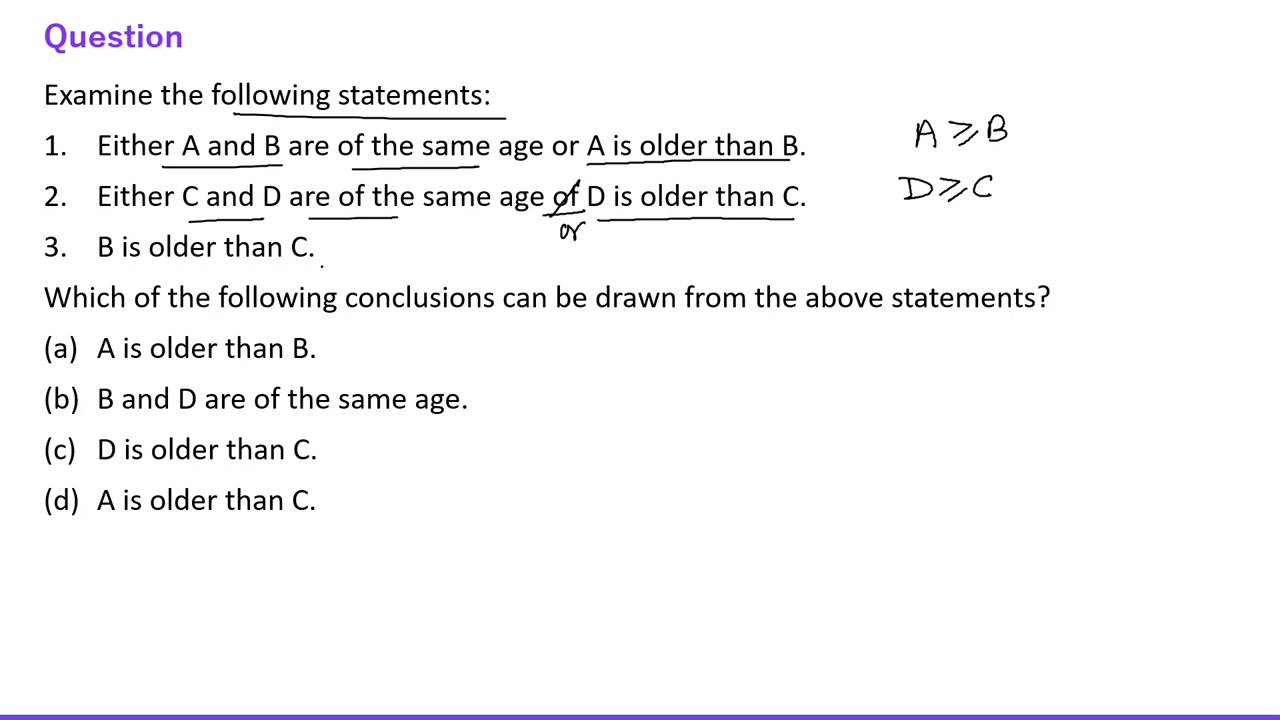 Question
Examine the following statements:
1. Either A and B are of the same age or A is older than B. A ⩾ B
2. Either C and D are of the same age of D is older than C. D ⩾ C
or
3. B is older than C.
Which of the following conclusions can be drawn from the above statements?
(a) A is older than B.
(b) B and D are of the same age.
(c) D is older than C.
(d) A is older than C.